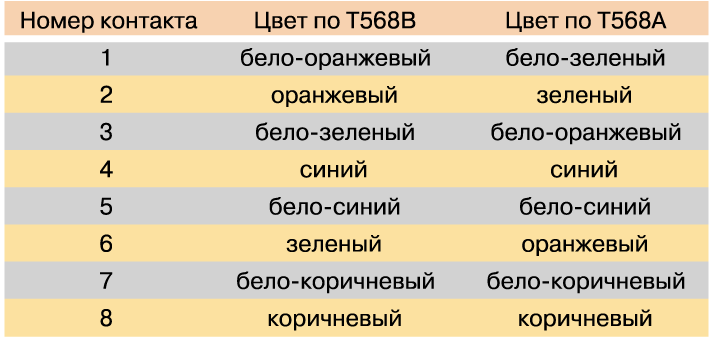 Номер контакта Цвет по T568B Цвет по T568A
1 бело-оранжевый бело-зеленый
2 оранжевый зеленый
3 бело-зеленый бело-оранжевый
4 синий синий
5 бело-синий бело-синий
6 зеленый оранжевый
7 бело-коричневый бело-коричневый
8 коричневый коричневый